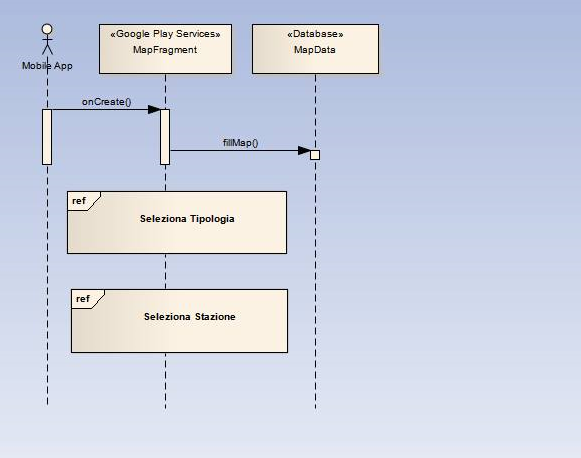 «Google Play Services»
MapFragment
«Database»
MapData
Mobile App
onCreate()
fillMap()
ref
Seleziona Tipologia
ref
Seleziona Stazione